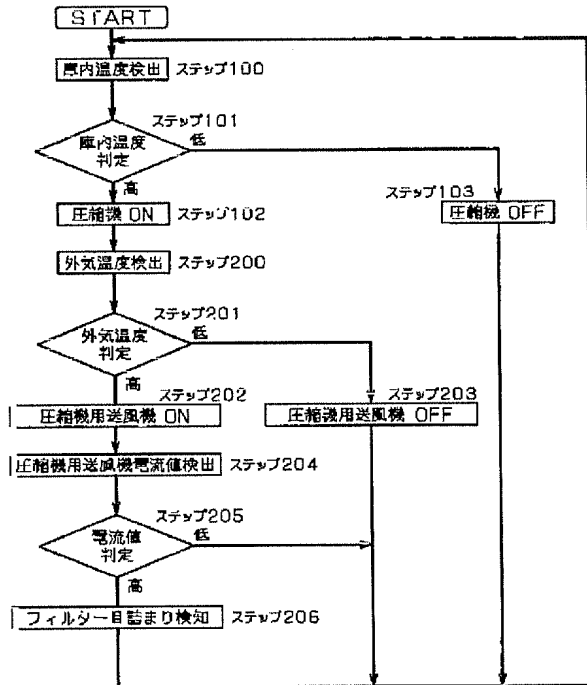 START
庫内温度検出 ステップ100
ステップ101
庫内温度
判定
低
高
ステップ103
圧縮機 ON ステップ102
圧縮機 OFF
外気温度検出 ステップ200
ステップ201
外気温度
判定
低
高
ステップ202
ステップ203
圧縮機用送風機 ON
圧縮機用送風機 OFF
圧縮機用送風機電流値検出 ステップ204
ステップ205
電流値
判定
低
高
フィルター目詰まり検知 ステップ206